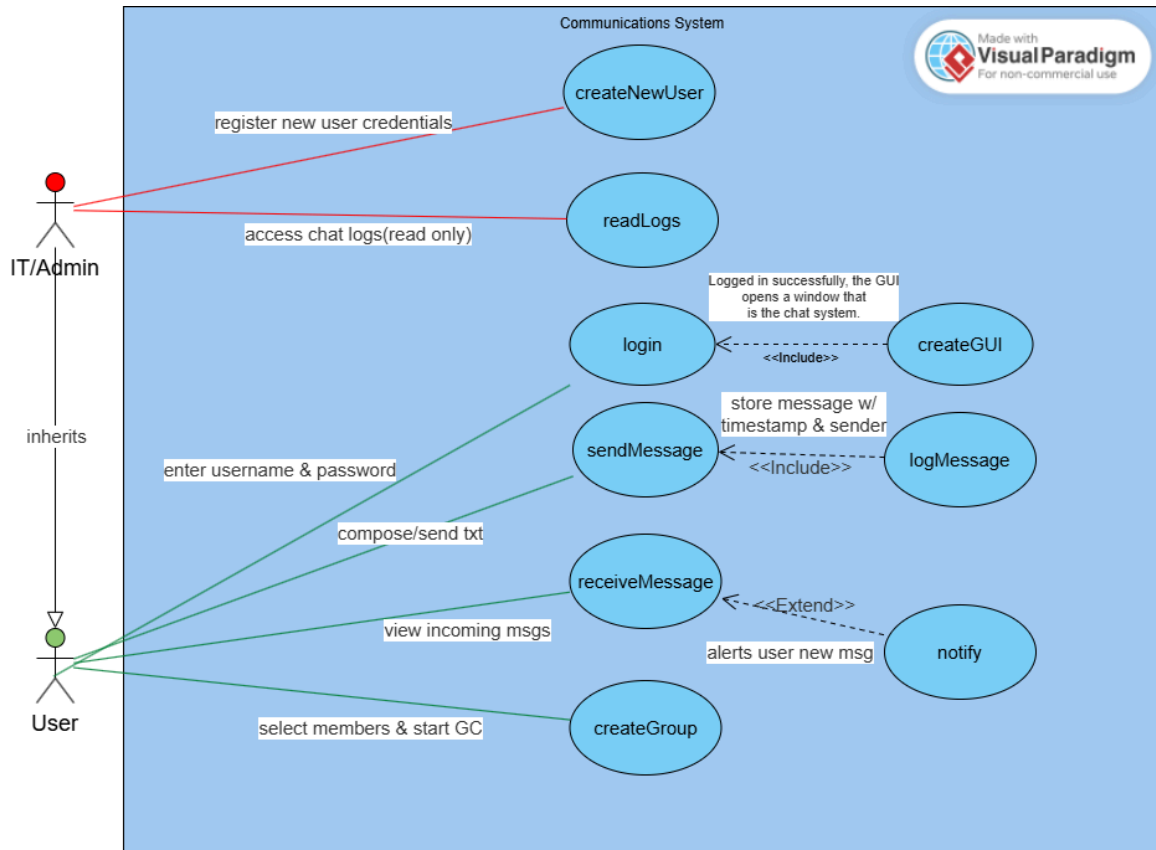 Communications System
Made with
Visual Paradigm
For non-commercial use
createNewUser
register new user credentials
readLogs
access chat logs(read only)
IT/Admin
Logged in successfully, the GUI
opens a window that
is the chat system.
login
createGUI
<<Include>>
store message w/
timestamp & sender
inherits
sendMessage
logMessage
<<Include>>
enter username & password
compose/send txt
receiveMessage
<<Extend>>
view incoming msgs
alerts user new msg
notify
User
select members & start GC
createGroup